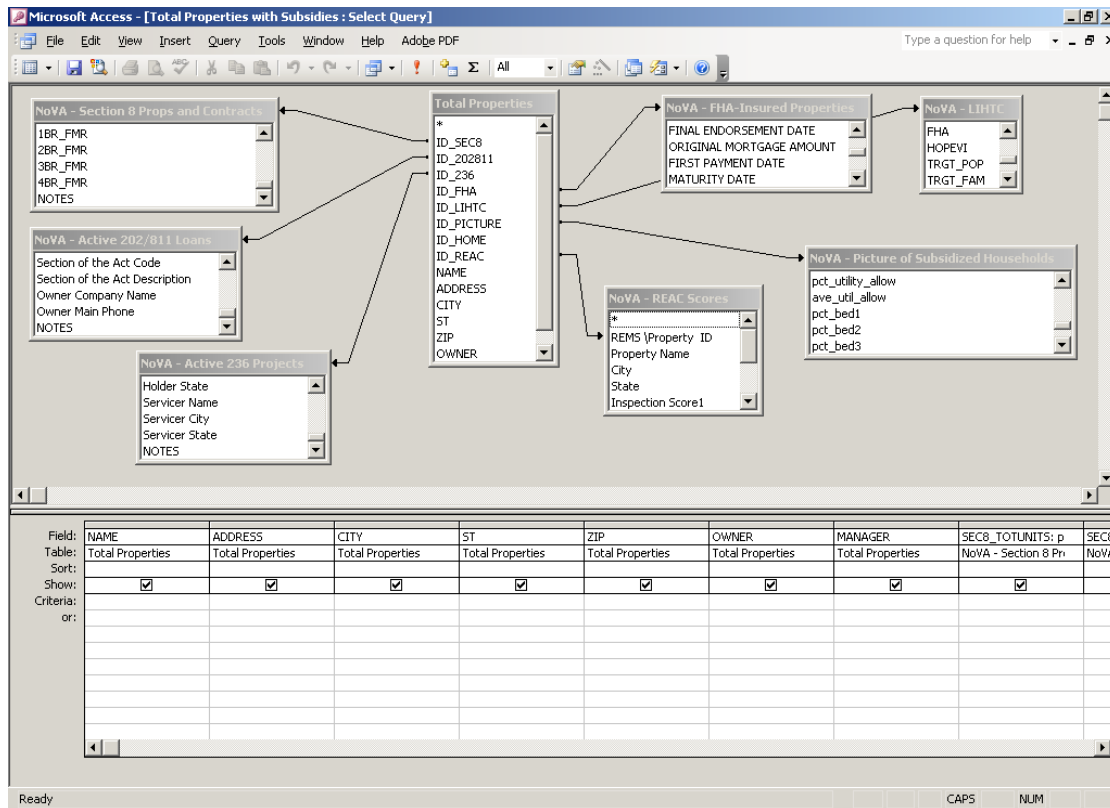 Microsoft Access - [Total Properties with Subsidies : Select Query]
File Edit View Insert Query Tools Window Help Adobe PDF Type a question for help
All
NoVA - Section 8 Props and Contracts
1BR_FMR
2BR_FMR
3BR_FMR
4BR_FMR
NOTES
NoVA - Active 202/811 Loans
Section of the Act Code
Section of the Act Description
Owner Company Name
Owner Main Phone
NOTES
NoVA - Active 236 Projects
Holder State
Servicer Name
Servicer City
Servicer State
NOTES
Total Properties
*
ID_SEC8
ID_202811
ID_236
ID_FHA
ID_LIHTC
ID_PICTURE
ID_HOME
ID_REAC
NAME
ADDRESS
CITY
ST
ZIP
OWNER
NoVA - FHA-Insured Properties
FINAL ENDORSEMENT DATE
ORIGINAL MORTGAGE AMOUNT
FIRST PAYMENT DATE
MATURITY DATE
NoVA - LIHTC
FHA
HOPEVI
TRGT_POP
TRGT_FAM
NoVA - REAC Scores
*
REMS \Property ID
Property Name
City
State
Inspection Score1
NoVA - Picture of Subsidized Households
pct_utility_allow
ave_util_allow
pct_bed1
pct_bed2
pct_bed3
Field: NAME ADDRESS CITY ST ZIP OWNER MANAGER SEC8_TOTUNITS: p SEC8
Table: Total Properties Total Properties Total Properties Total Properties Total Properties Total Properties Total Properties NoVA - Section 8 Pr NoVA
Sort:
Show:
Criteria:
or:
Ready CAPS NUM